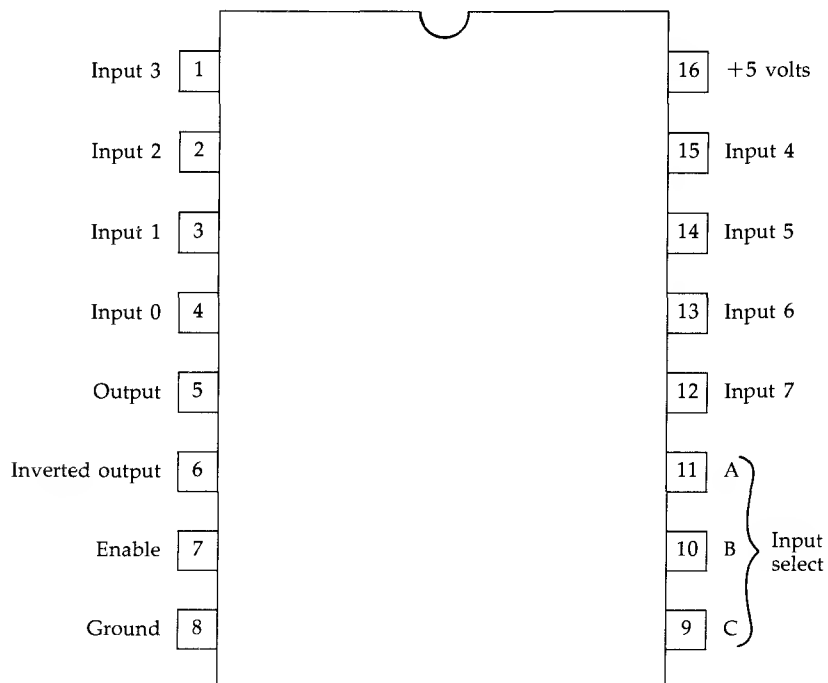 Input 3 1
Input 2 2
Input 1 3
Input 0 4
Output 5
Inverted output 6
Enable 7
Ground 8
16 +5 volts
15 Input 4
14 Input 5
13 Input 6
12 Input 7
11 A
10 B
9 C
Input
select